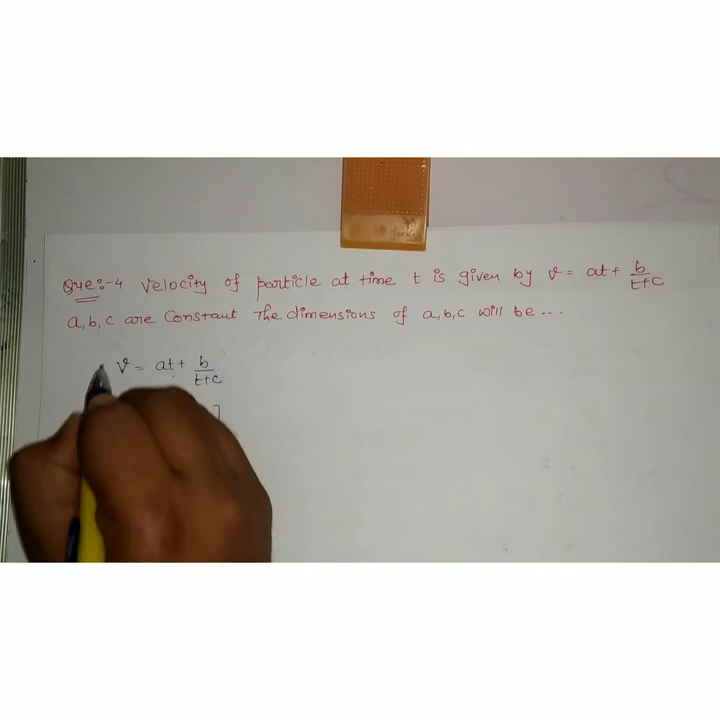 Que:-4 Velocity of particle at time t is given by v = at + b/(t+c)
a, b, c are Constant. The dimensions of a, b, c will be ...
v = at + b/(t+c)
]